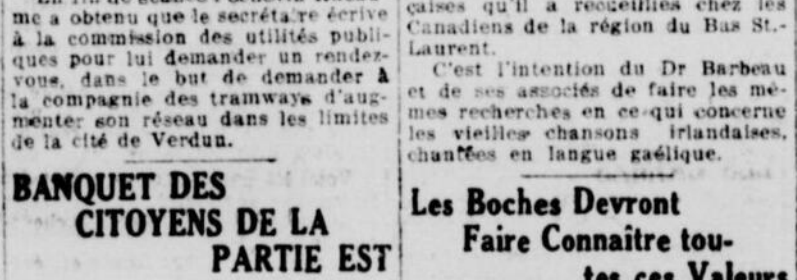 me a obtenu que le secrétaire écrive
à la commission des utilités publi-
ques pour lui demander un rendez-
vous, dans le but de demander à
la compagnie des tramways d'aug-
menter son réseau dans les limites
de la cité de Verdun.
BANQUET DES
CITOYENS DE LA
PARTIE EST
çaises qu'il a recueillies chez les
Canadiens de la région du Bas St.-
Laurent.
C'est l'intention du Dr Barbeau
et de ses associés de faire les mê-
mes recherches en ce qui concerne
les vieilles chansons irlandaises,
chantées en langue gaélique.
Les Boches Devront
Faire Connaître tou-
tes ces Valeurs